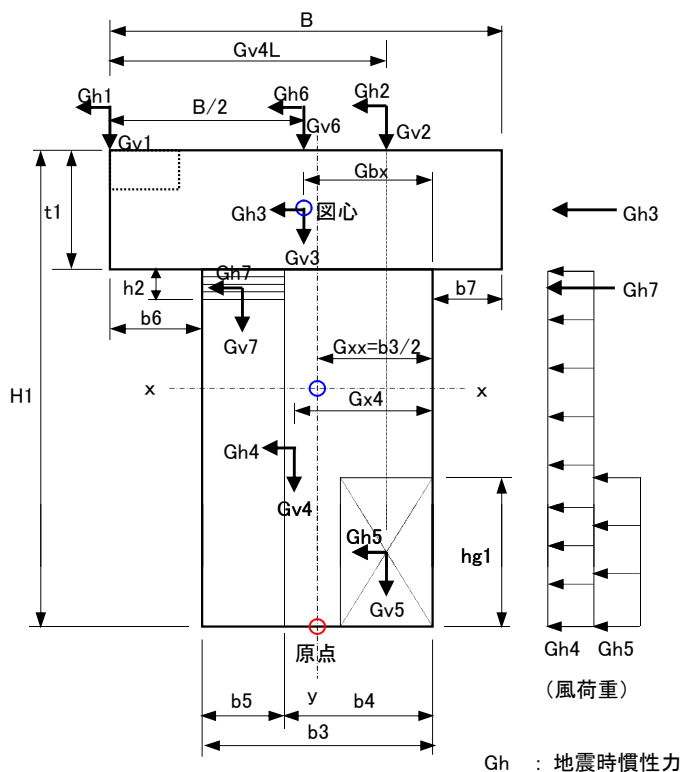 B
Gv4L
Gh1
Gh6
Gh2
B/2
Gv1
Gv6
Gv2
Gbx
t1
Gh3
図心
Gh3
Gv3
h2
Gh7
b7
Gh7
b6
Gv7
Gxx=b3/2
H1
x
x
Gx4
Gh4
Gv4
Gh5
hg1
Gv5
原点
Gh4
Gh5
(風荷重)
b5
y
b4
b3
Gh : 地震時慣性力